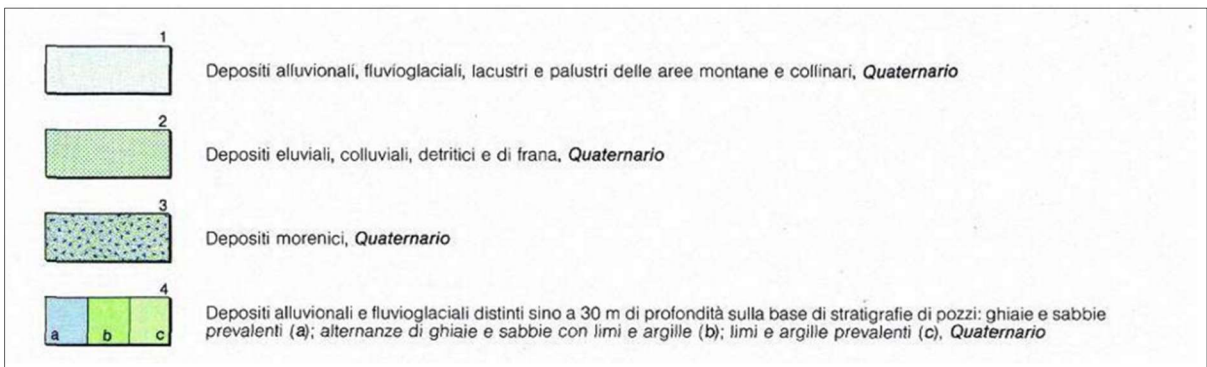 1
Depositi alluvionali, fluvioglaciali, lacustri e palustri delle aree montane e collinari, Quaternario
2
Depositi eluviali, colluviali, detritici e di frana, Quaternario
3
Depositi morenici, Quaternario
4
a b c
Depositi alluvionali e fluvioglaciali distinti sino a 30 m di profondità sulla base di stratigrafie di pozzi: ghiaie e sabbie
prevalenti (a); alternanze di ghiaie e sabbie con limi e argille (b); limi e argille prevalenti (c), Quaternario